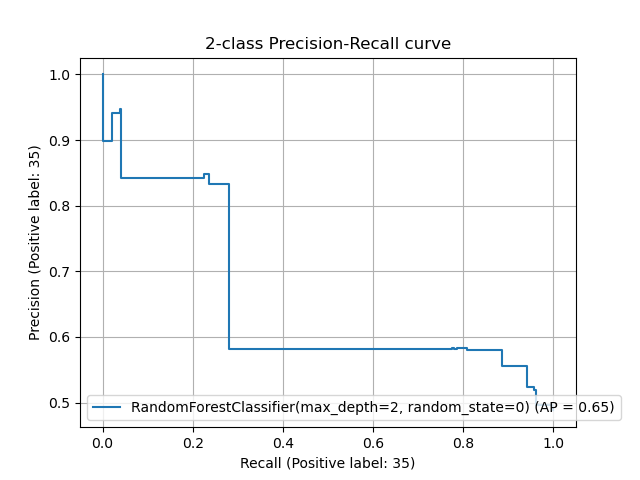 2-class Precision-Recall curve
1.0
0.9
0.8
0.7
0.6
0.5
Precision (Positive label: 35)
RandomForestClassifier(max_depth=2, random_state=0) (AP = 0.65)
0.0 0.2 0.4 0.6 0.8 1.0
Recall (Positive label: 35)